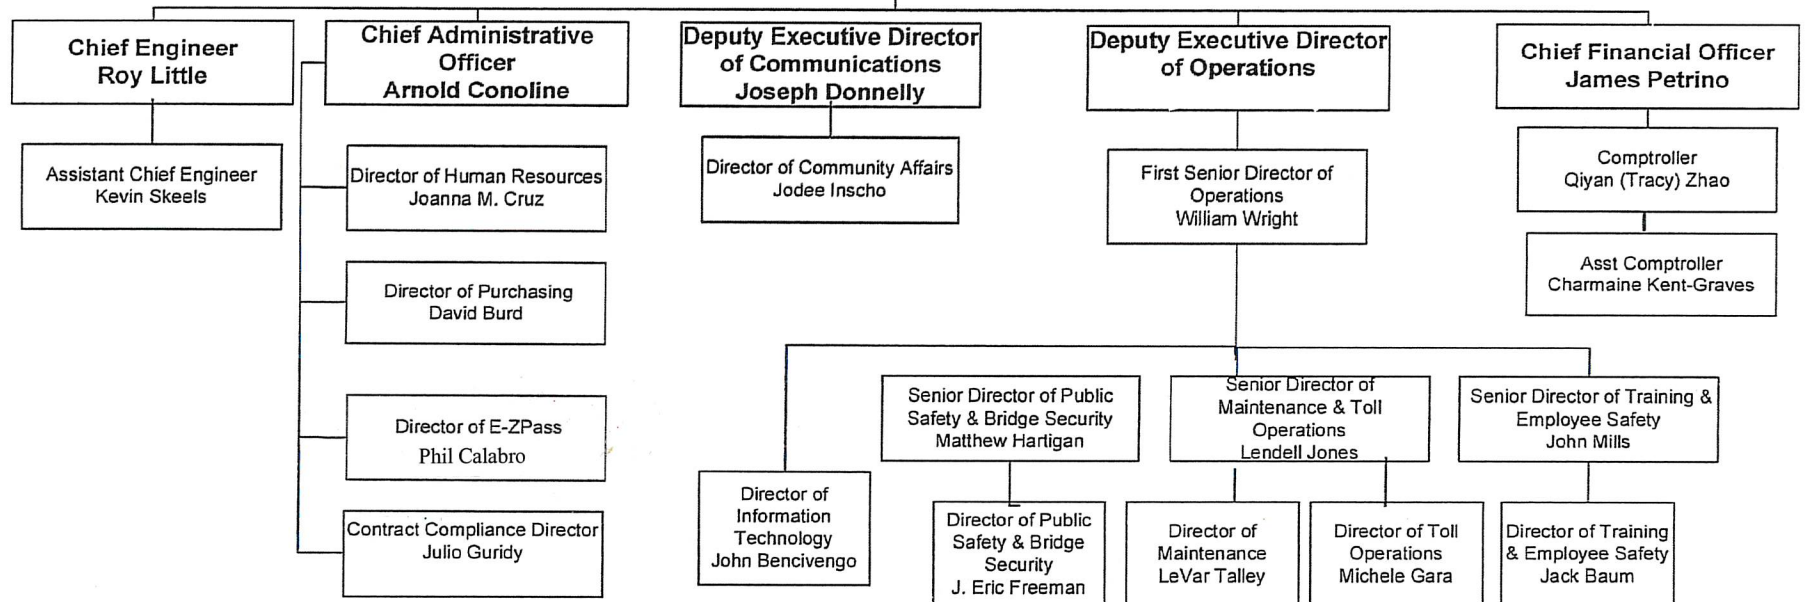 Chief Engineer
Roy Little
Assistant Chief Engineer
Kevin Skeels
Chief Administrative
Officer
Arnold Conoline
Director of Human Resources
Joanna M. Cruz
Director of Purchasing
David Burd
Director of E-ZPass
Phil Calabro
Contract Compliance Director
Julio Guridy
Deputy Executive Director
of Communications
Joseph Donnelly
Director of Community Affairs
Jodee Inscho
Deputy Executive Director
of Operations
First Senior Director of
Operations
William Wright
Director of
Information
Technology
John Bencivengo
Senior Director of Public
Safety & Bridge Security
Matthew Hartigan
Director of Public
Safety & Bridge
Security
J. Eric Freeman
Senior Director of
Maintenance & Toll
Operations
Lendell Jones
Director of
Maintenance
LeVar Talley
Director of Toll
Operations
Michele Gara
Senior Director of Training &
Employee Safety
John Mills
Director of Training
& Employee Safety
Jack Baum
Chief Financial Officer
James Petrino
Comptroller
Qiyan (Tracy) Zhao
Asst Comptroller
Charmaine Kent-Graves